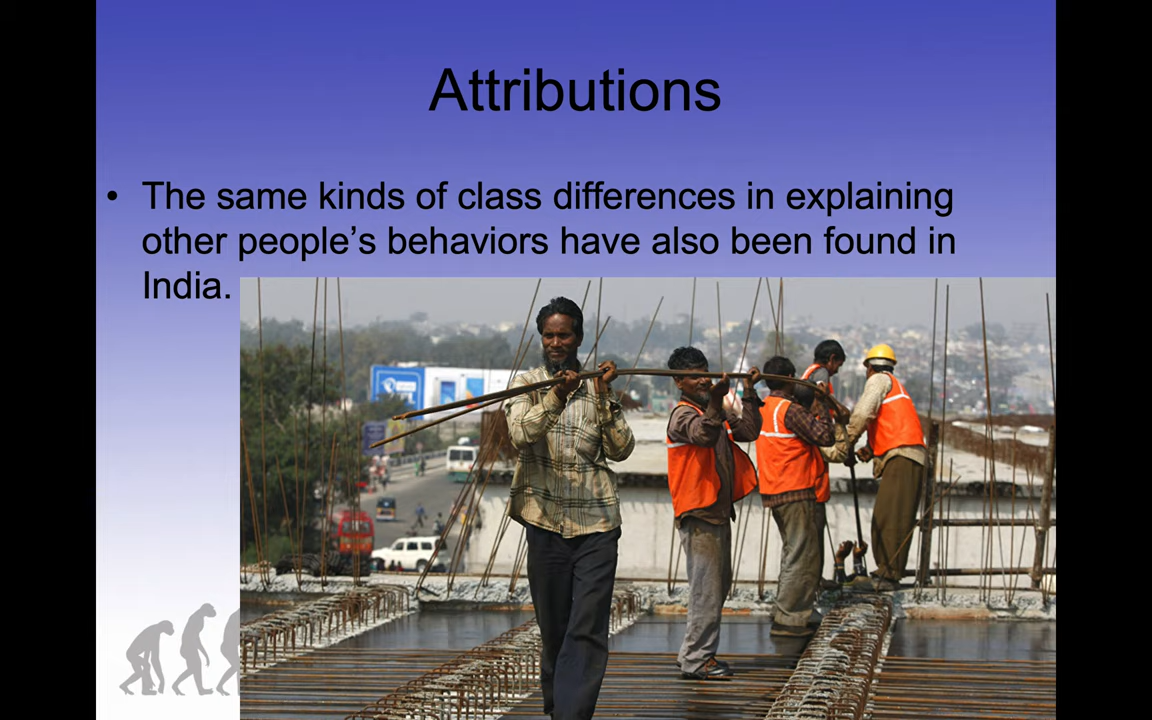 Attributions
• The same kinds of class differences in explaining
other people’s behaviors have also been found in
India.